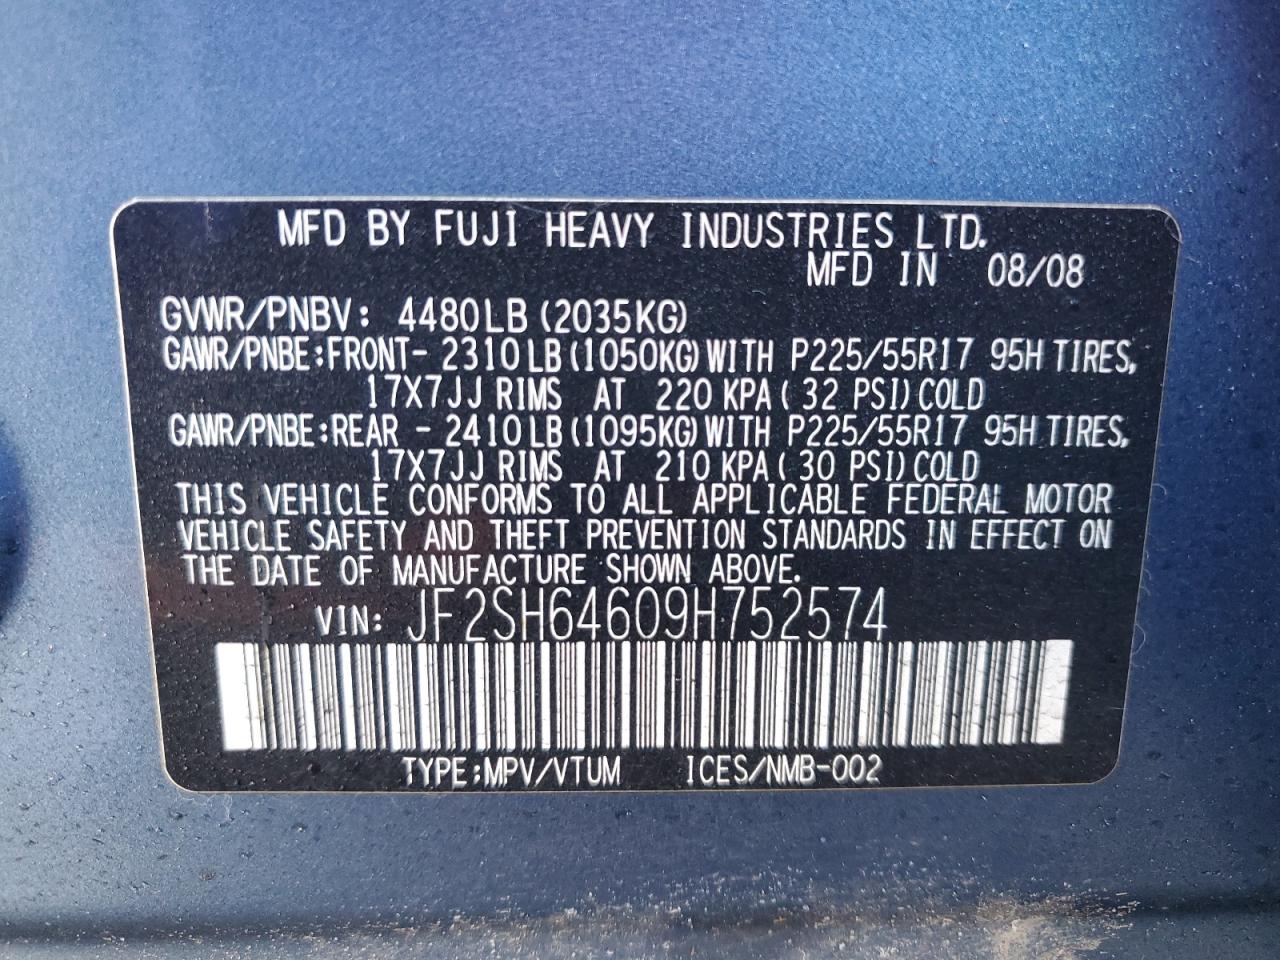 MFD BY FUJI HEAVY INDUSTRIES LTD.
MFD IN 08/08
GVWR/PNBV: 4480LB (2035KG)
GAWR/PNBE:FRONT- 2310LB(1050KG)WITH P225/55R17 95H TIRES,
17X7JJ RIMS AT 220 KPA( 32 PSI)COLD
GAWR/PNBE:REAR - 2410LB(1095KG)WITH P225/55R17 95H TIRES,
17X7JJ RIMS AT 210 KPA( 30 PSI)COLD
THIS VEHICLE CONFORMS TO ALL APPLICABLE FEDERAL MOTOR
VEHICLE SAFETY AND THEFT PREVENTION STANDARDS IN EFFECT ON
THE DATE OF MANUFACTURE SHOWN ABOVE.
VIN: JF2SH64609H752574
TYPE:MPV/VTUM ICES/NMB-002